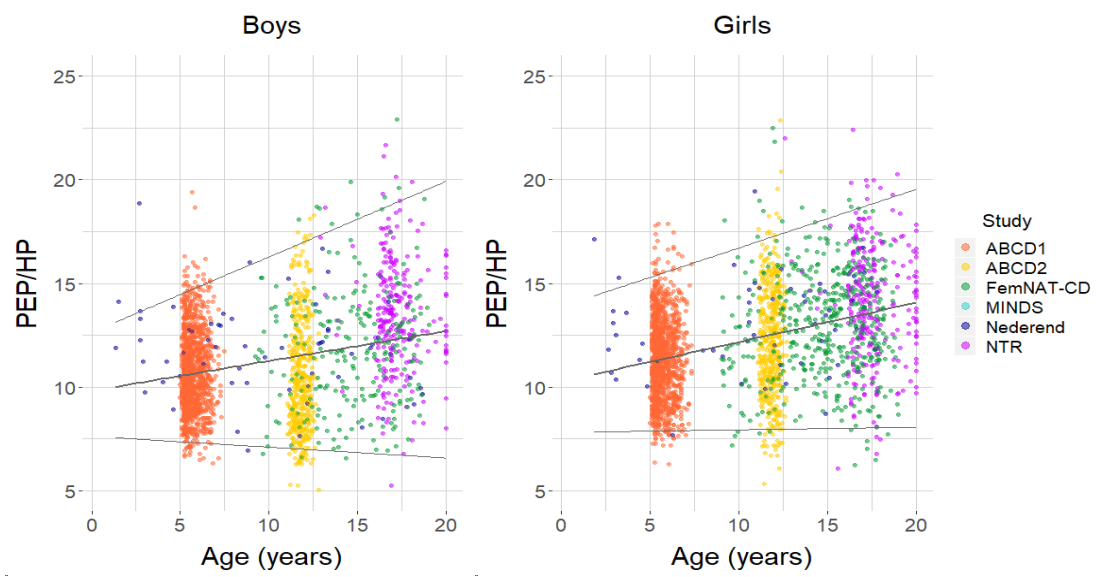 Boys
Girls
25
20
15
10
5
PEP/HP
0
5
10
15
20
Age (years)
25
20
15
10
5
PEP/HP
0
5
10
15
20
Age (years)
Study
ABCD1
ABCD2
FemNAT-CD
MINDS
Nederend
NTR